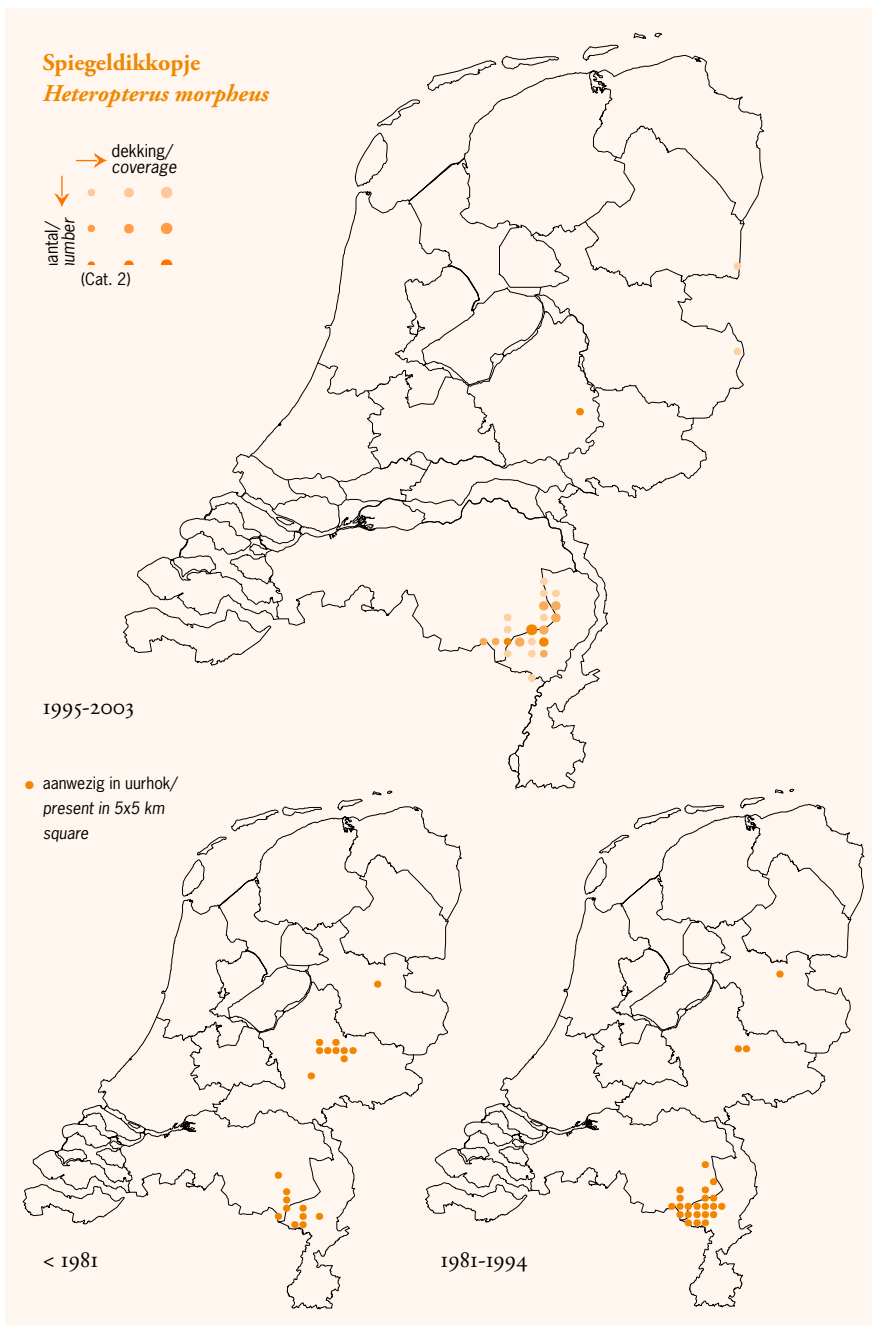 Spiegeldikkopje
Heteropterus morpheus
dekking/
coverage
(Cat. 2)
1995-2003
aanwezig in uurhok/
present in 5x5 km
square
< 1981
1981-1994